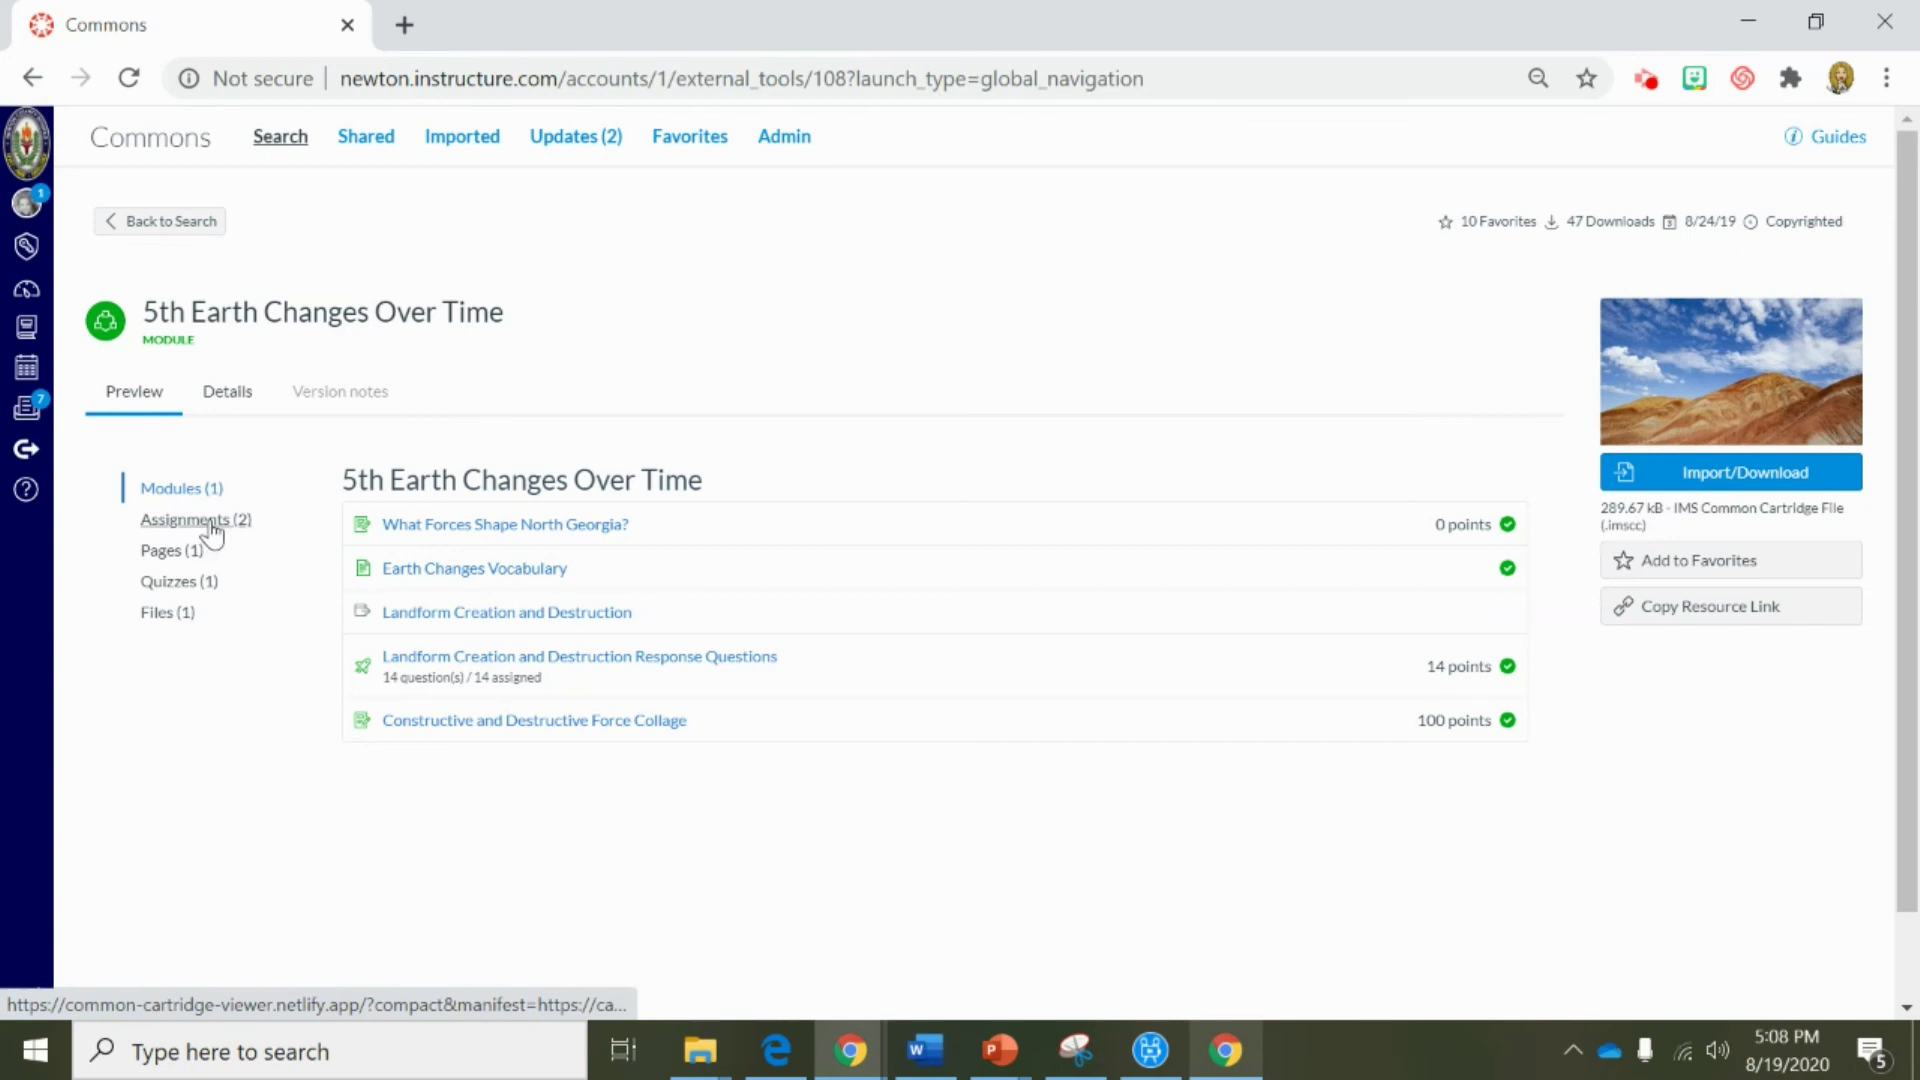 Commons
Not secure
newton.instructure.com/accounts/1/external_tools/108?launch_type=global_navigation
Commons
Search
Shared
Imported
Updates (2)
Favorites
Admin
Guides
1
7
Back to Search
10 Favorites
47 Downloads
8/24/19
Copyrighted
5th Earth Changes Over Time
MODULE
Preview
Details
Version notes
Modules (1)
Assignments (2)
Pages (1)
Quizzes (1)
Files (1)
5th Earth Changes Over Time
What Forces Shape North Georgia?
0 points
Earth Changes Vocabulary
Landform Creation and Destruction
Landform Creation and Destruction Response Questions
14 question(s) / 14 assigned
14 points
Constructive and Destructive Force Collage
100 points
Import/Download
289.67 kB - IMS Common Cartridge File
(.imscc)
Add to Favorites
Copy Resource Link
https://common-cartridge-viewer.netlify.app/?compact&manifest=https://ca...
Type here to search
5:08 PM
8/19/2020
5